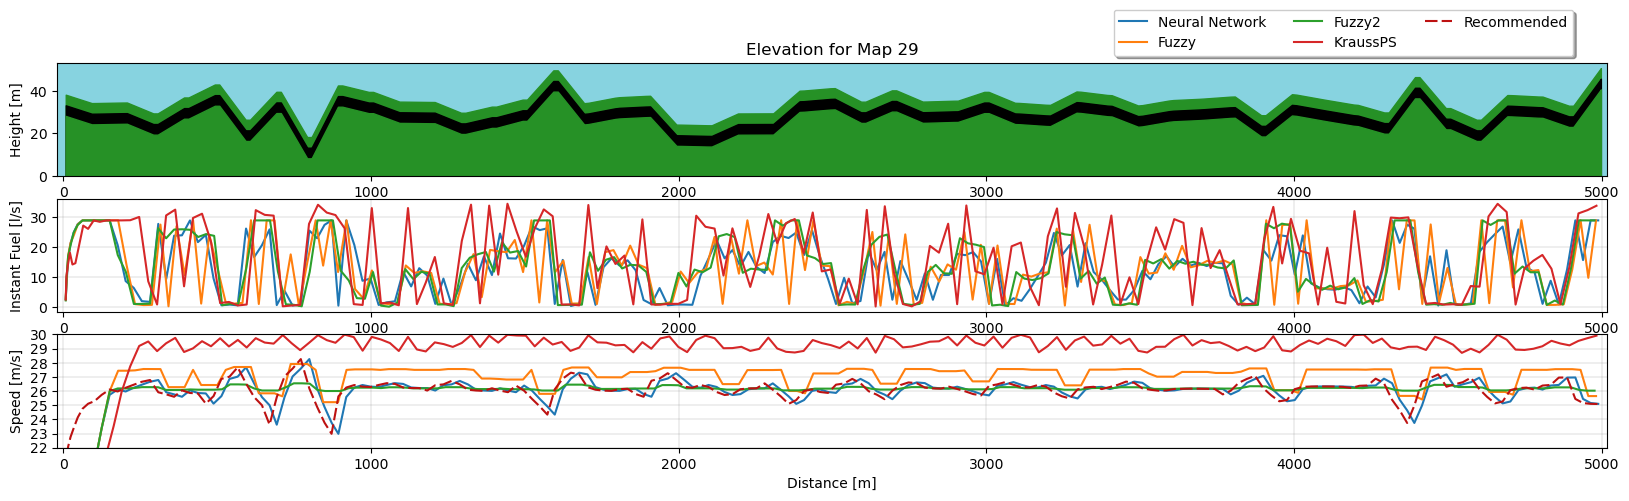 Neural Network Fuzzy2 Recommended
Fuzzy KraussPS
Elevation for Map 29
Height [m]
40
20
0
0 1000 2000 3000 4000 5000
Instant Fuel [l/s]
30
20
10
0
0 1000 2000 3000 4000 5000
Speed [m/s]
30
29
28
27
26
25
24
23
22
0 1000 2000 3000 4000 5000
Distance [m]